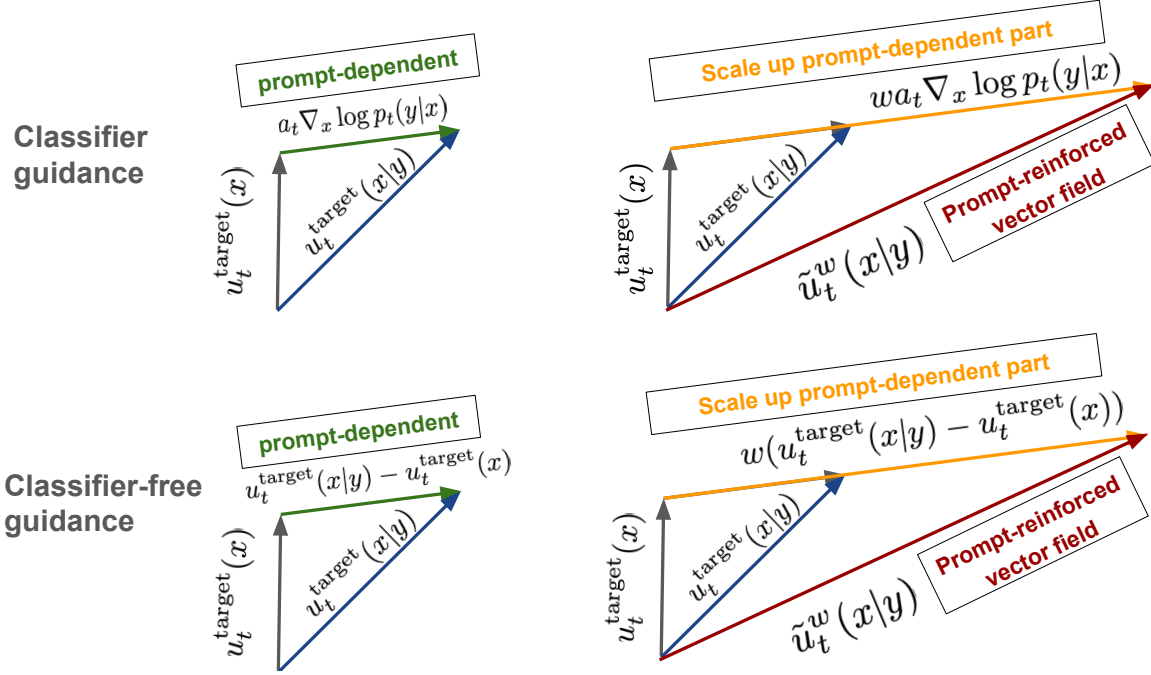 Classifier
guidance
prompt-dependent
a_t ∇_x log p_t(y|x)
u_t^target(x)
u_t^target(x|y)
Scale up prompt-dependent part
wa_t ∇_x log p_t(y|x)
u_t^target(x)
u_t^target(x|y)
Prompt-reinforced
vector field
ũ_t^w(x|y)
Classifier-free
guidance
prompt-dependent
u_t^target(x|y) − u_t^target(x)
u_t^target(x)
u_t^target(x|y)
Scale up prompt-dependent part
w(u_t^target(x|y) − u_t^target(x))
u_t^target(x)
u_t^target(x|y)
Prompt-reinforced
vector field
ũ_t^w(x|y)